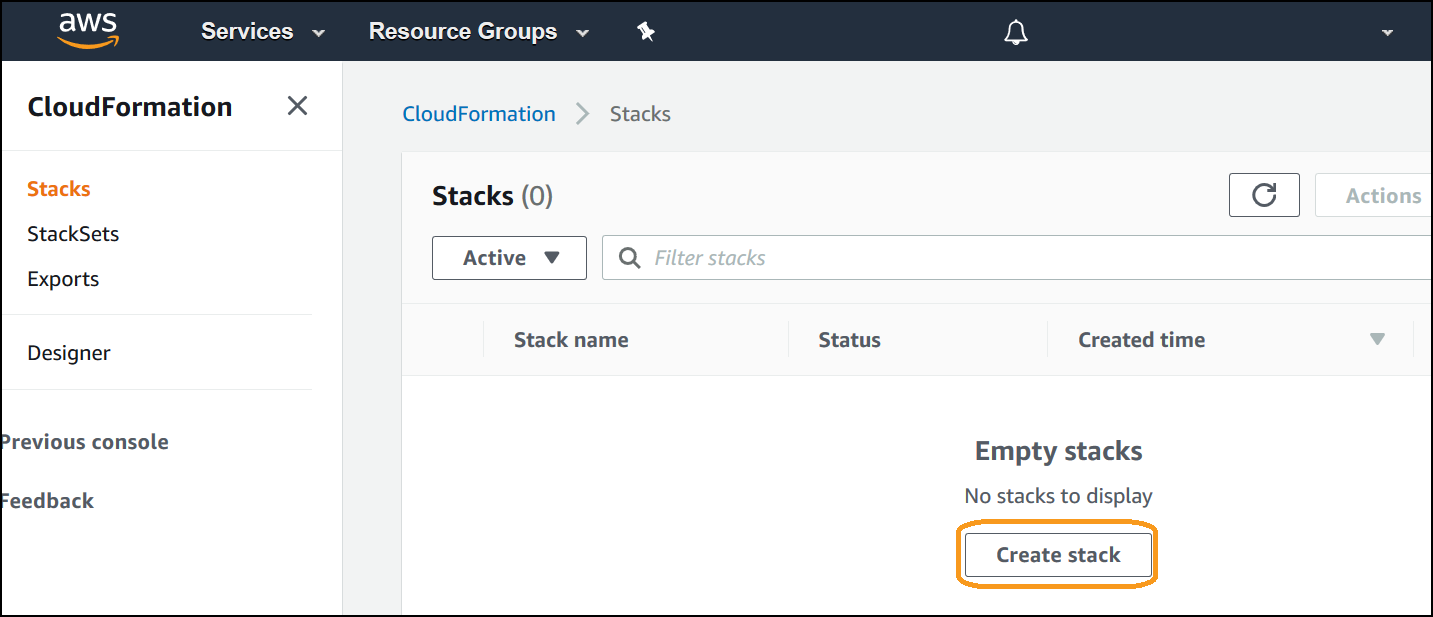 aws Services Resource Groups
CloudFormation
CloudFormation Stacks
Stacks
Stacks (0)
Actions
StackSets
Active
Filter stacks
Exports
Stack name Status Created time
Designer
Previous console
Empty stacks
No stacks to display
Feedback
Create stack